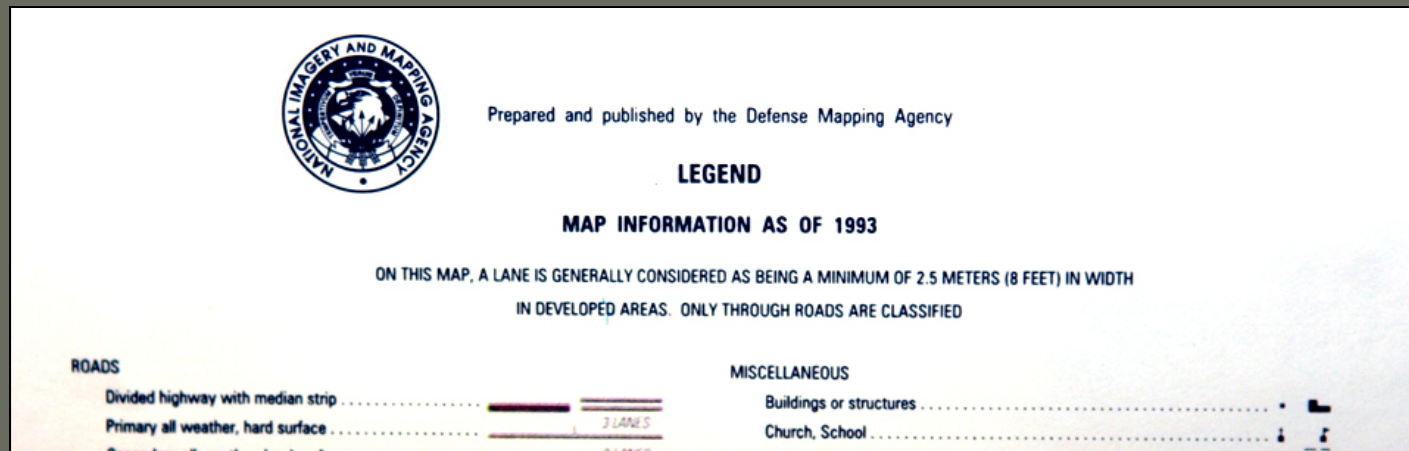 NATIONAL IMAGERY AND MAPPING AGENCY
Prepared and published by the Defense Mapping Agency
LEGEND
MAP INFORMATION AS OF 1993
ON THIS MAP, A LANE IS GENERALLY CONSIDERED AS BEING A MINIMUM OF 2.5 METERS (8 FEET) IN WIDTH
IN DEVELOPED AREAS. ONLY THROUGH ROADS ARE CLASSIFIED
ROADS
Divided highway with median strip
Primary all weather, hard surface
3 LANES
MISCELLANEOUS
Buildings or structures
Church, School